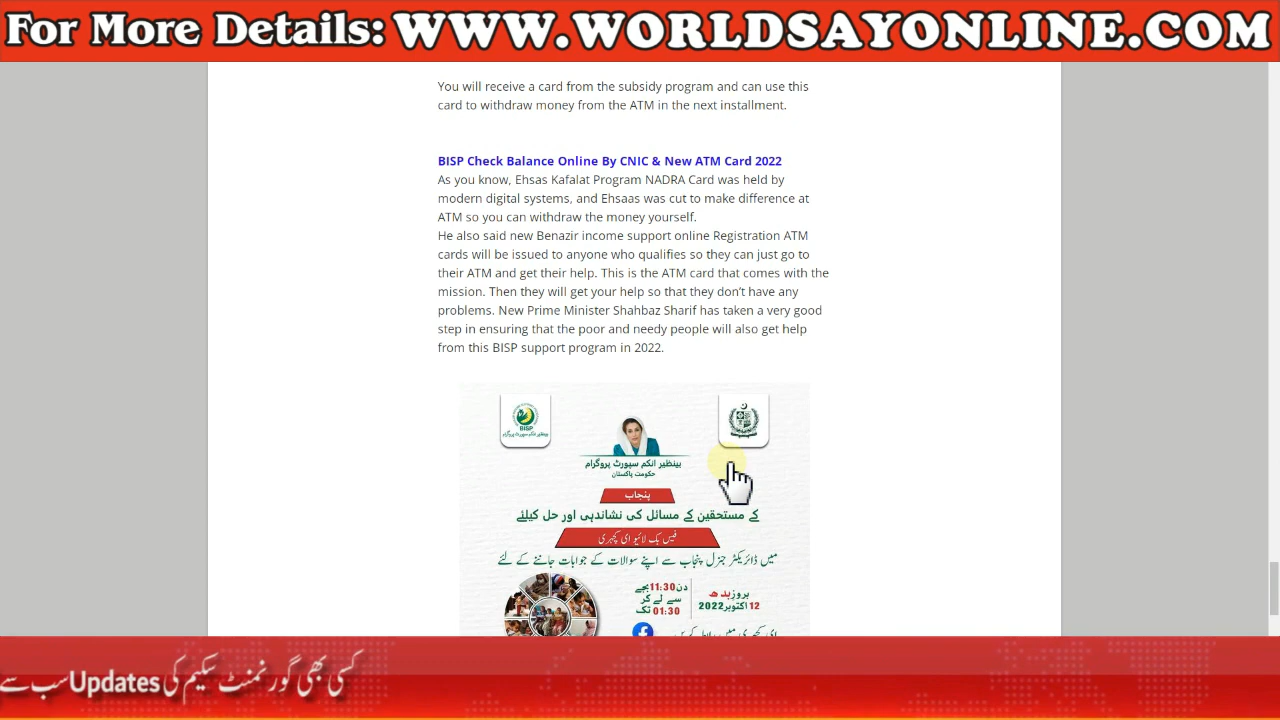 For More Details: WWW.WORLDSAYONLINE.COM
You will receive a card from the subsidy program and can use this
card to withdraw money from the ATM in the next installment.
BISP Check Balance Online By CNIC & New ATM Card 2022
As you know, Ehsas Kafalat Program NADRA Card was held by
modern digital systems, and Ehsaas was cut to make difference at
ATM so you can withdraw the money yourself.
He also said new Benazir income support online Registration ATM
cards will be issued to anyone who qualifies so they can just go to
their ATM and get their help. This is the ATM card that comes with the
mission. Then they will get your help so that they don’t have any
problems. New Prime Minister Shahbaz Sharif has taken a very good
step in ensuring that the poor and needy people will also get help
from this BISP support program in 2022.
BISP
بینظیر انکم سپورٹ پروگرام
بینظیر انکم سپورٹ پروگرام
حکومت پاکستان
پنجاب
کے مستحقین کے مسائل کی نشاندہی اور حل کیلئے
فیس بک لائیو ای کچہری
میں ڈائریکٹر جنرل پنجاب سے اپنے سوالات کے جوابات جاننے کے لئے
بروز بدھ
12 اکتوبر 2022
دن 11:30 بجے
سے لے کر
01:30 تک
کسی بھی گورنمنٹ سکیم کی Updates سب سے